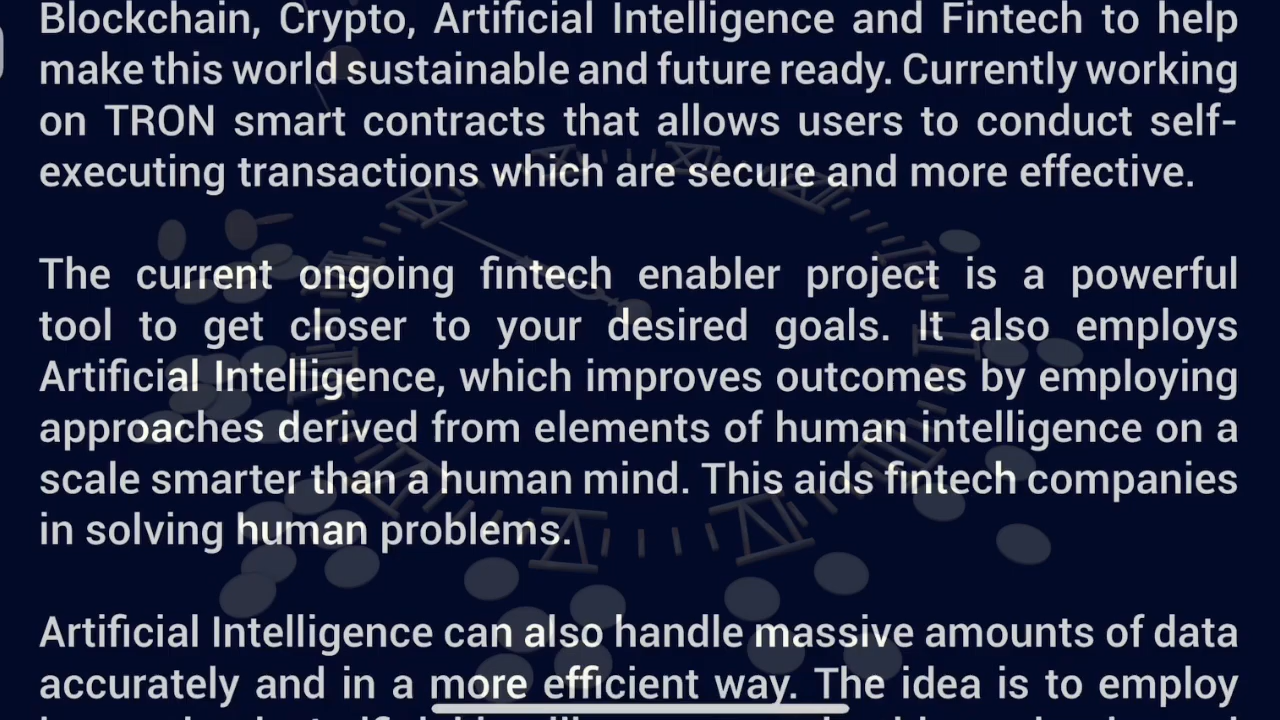 Blockchain, Crypto, Artificial Intelligence and Fintech to help
make this world sustainable and future ready. Currently working
on TRON smart contracts that allows users to conduct self-
executing transactions which are secure and more effective.
The current ongoing fintech enabler project is a powerful
tool to get closer to your desired goals. It also employs
Artificial Intelligence, which improves outcomes by employing
approaches derived from elements of human intelligence on a
scale smarter than a human mind. This aids fintech companies
in solving human problems.
Artificial Intelligence can also handle massive amounts of data
accurately and in a more efficient way. The idea is to employ